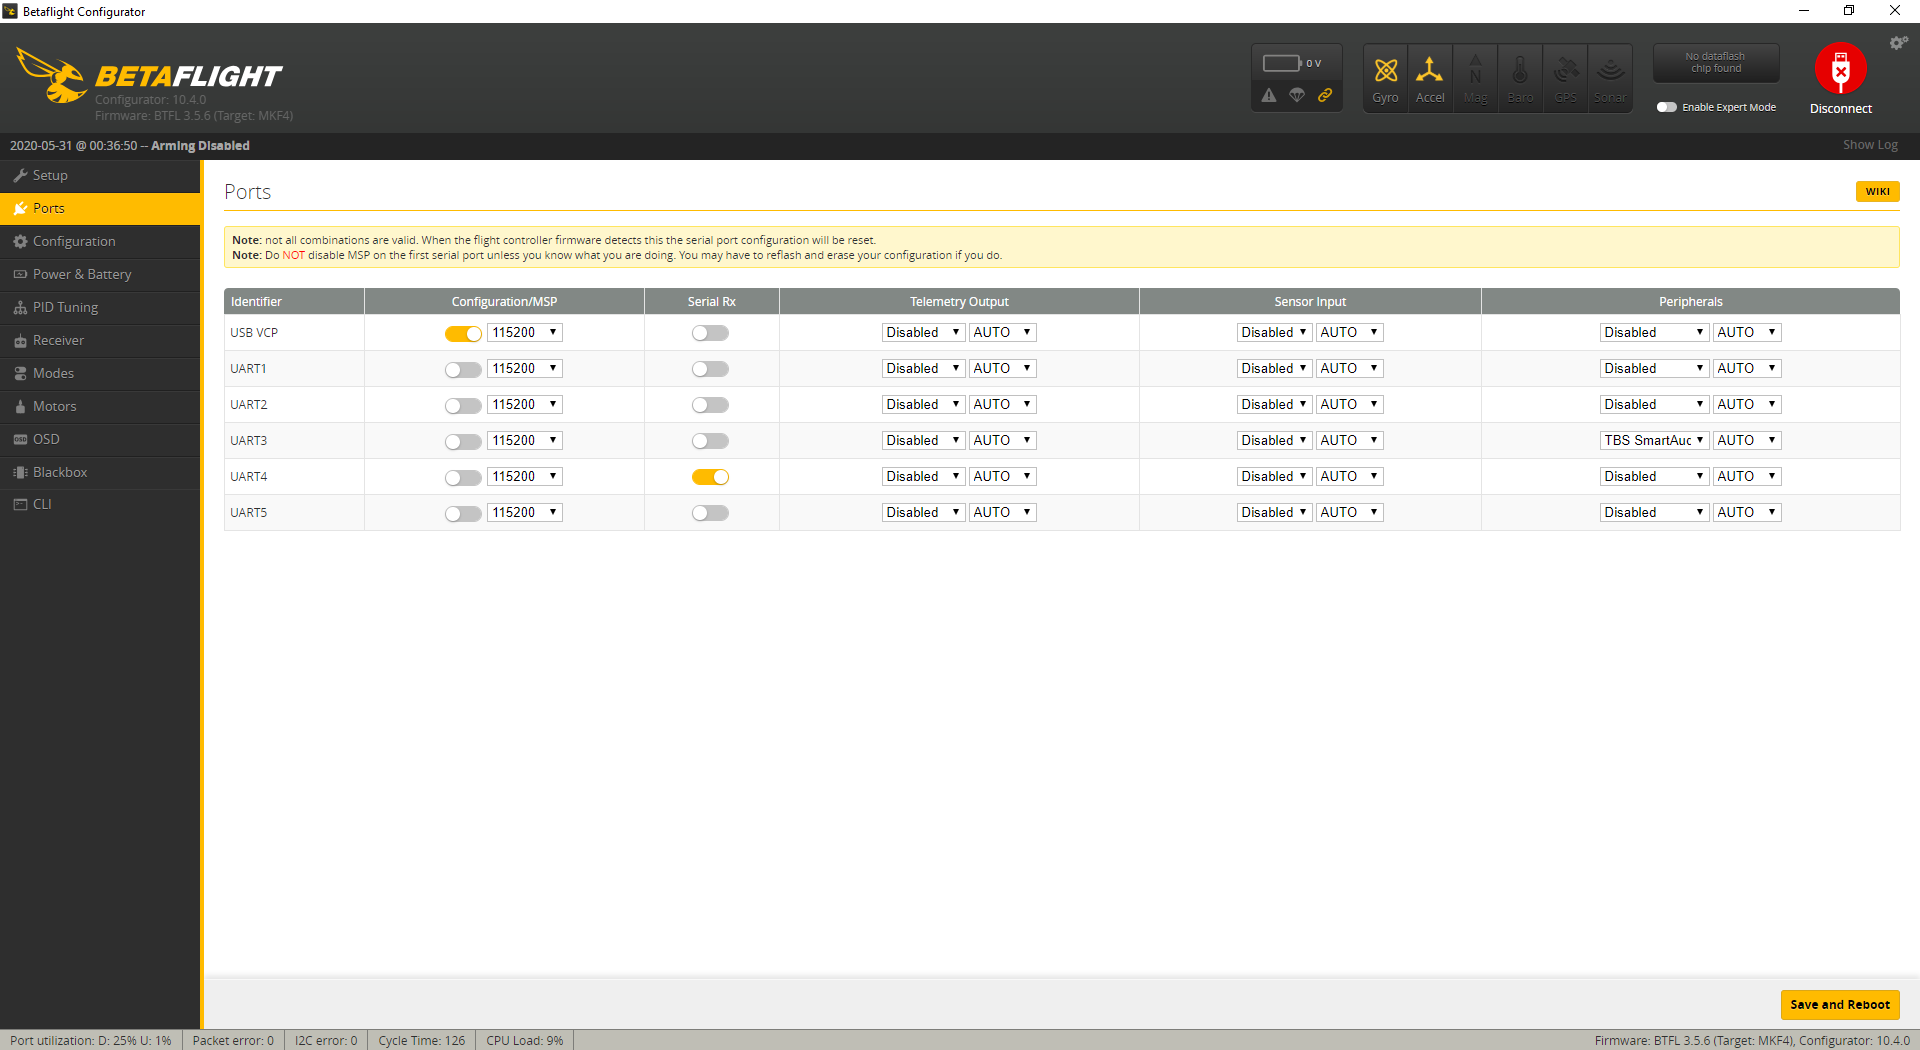 Betaflight Configurator
BETAFLIGHT
Configurator: 10.4.0
Firmware: BTFL 3.5.6 (Target: MKF4)
0 V
Gyro Accel Mag Baro GPS Sonar
No dataflash
chip found
Enable Expert Mode
Disconnect
2020-05-31 @ 00:36:50 -- Arming Disabled
Show Log
Setup
Ports
Configuration
Power & Battery
PID Tuning
Receiver
Modes
Motors
OSD
Blackbox
CLI
Ports
WIKI
Note: not all combinations are valid. When the flight controller firmware detects this the serial port configuration will be reset.
Note: Do NOT disable MSP on the first serial port unless you know what you are doing. You may have to reflash and erase your configuration if you do.
Identifier Configuration/MSP Serial Rx Telemetry Output Sensor Input Peripherals
USB VCP 115200 Disabled AUTO Disabled AUTO Disabled AUTO
UART1 115200 Disabled AUTO Disabled AUTO Disabled AUTO
UART2 115200 Disabled AUTO Disabled AUTO Disabled AUTO
UART3 115200 Disabled AUTO Disabled AUTO TBS SmartAuc AUTO
UART4 115200 Disabled AUTO Disabled AUTO Disabled AUTO
UART5 115200 Disabled AUTO Disabled AUTO Disabled AUTO
Save and Reboot
Port utilization: D: 25% U: 1% Packet error: 0 I2C error: 0 Cycle Time: 126 CPU Load: 9% Firmware: BTFL 3.5.6 (Target: MKF4), Configurator: 10.4.0